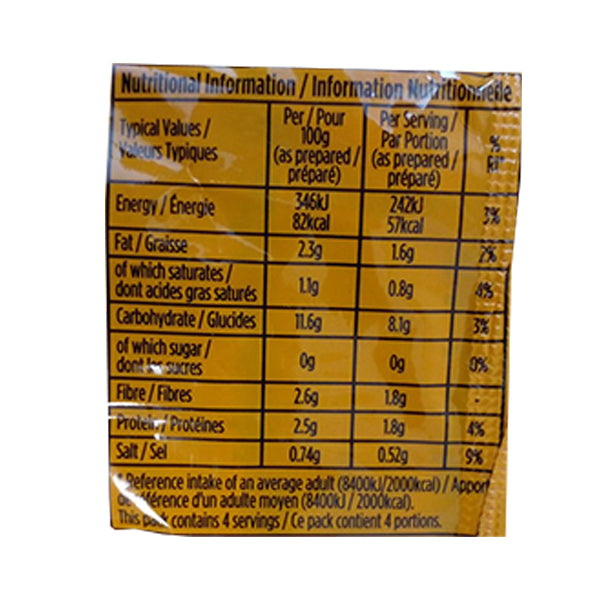 Nutritional Information / Information Nutritionnelle
Typical Values / Valeurs Typiques
Per / Pour 100g (as prepared / préparé)
Per Serving / Par Portion (as prepared / préparé)
% RI*
Energy / Énergie 346kJ 82kcal 242kJ 57kcal 3%
Fat / Graisse 2.3g 1.6g 2%
of which saturates / dont acides gras saturés 1.1g 0.8g 4%
Carbohydrate / Glucides 11.6g 8.1g 3%
of which sugar / dont les sucres 0g 0g 0%
Fibre / Fibres 2.6g 1.8g -
Protein / Protéines 2.5g 1.8g 4%
Salt / Sel 0.74g 0.52g 9%
* Reference intake of an average adult (8400kJ/2000kcal) / Apport
de référence d'un adulte moyen (8400kJ / 2000kcal).
This pack contains 4 servings / Ce pack contient 4 portions.